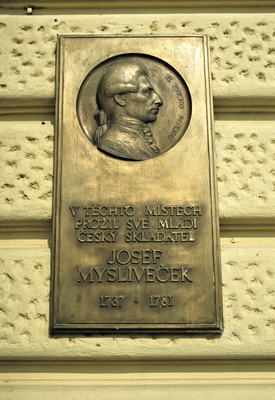 V TĚCHTO MÍSTECH
PROŽIL SVÉ MLÁDÍ
ČESKÝ SKLADATEL
JOSEF
MYSLIVEČEK
1737 - 1781